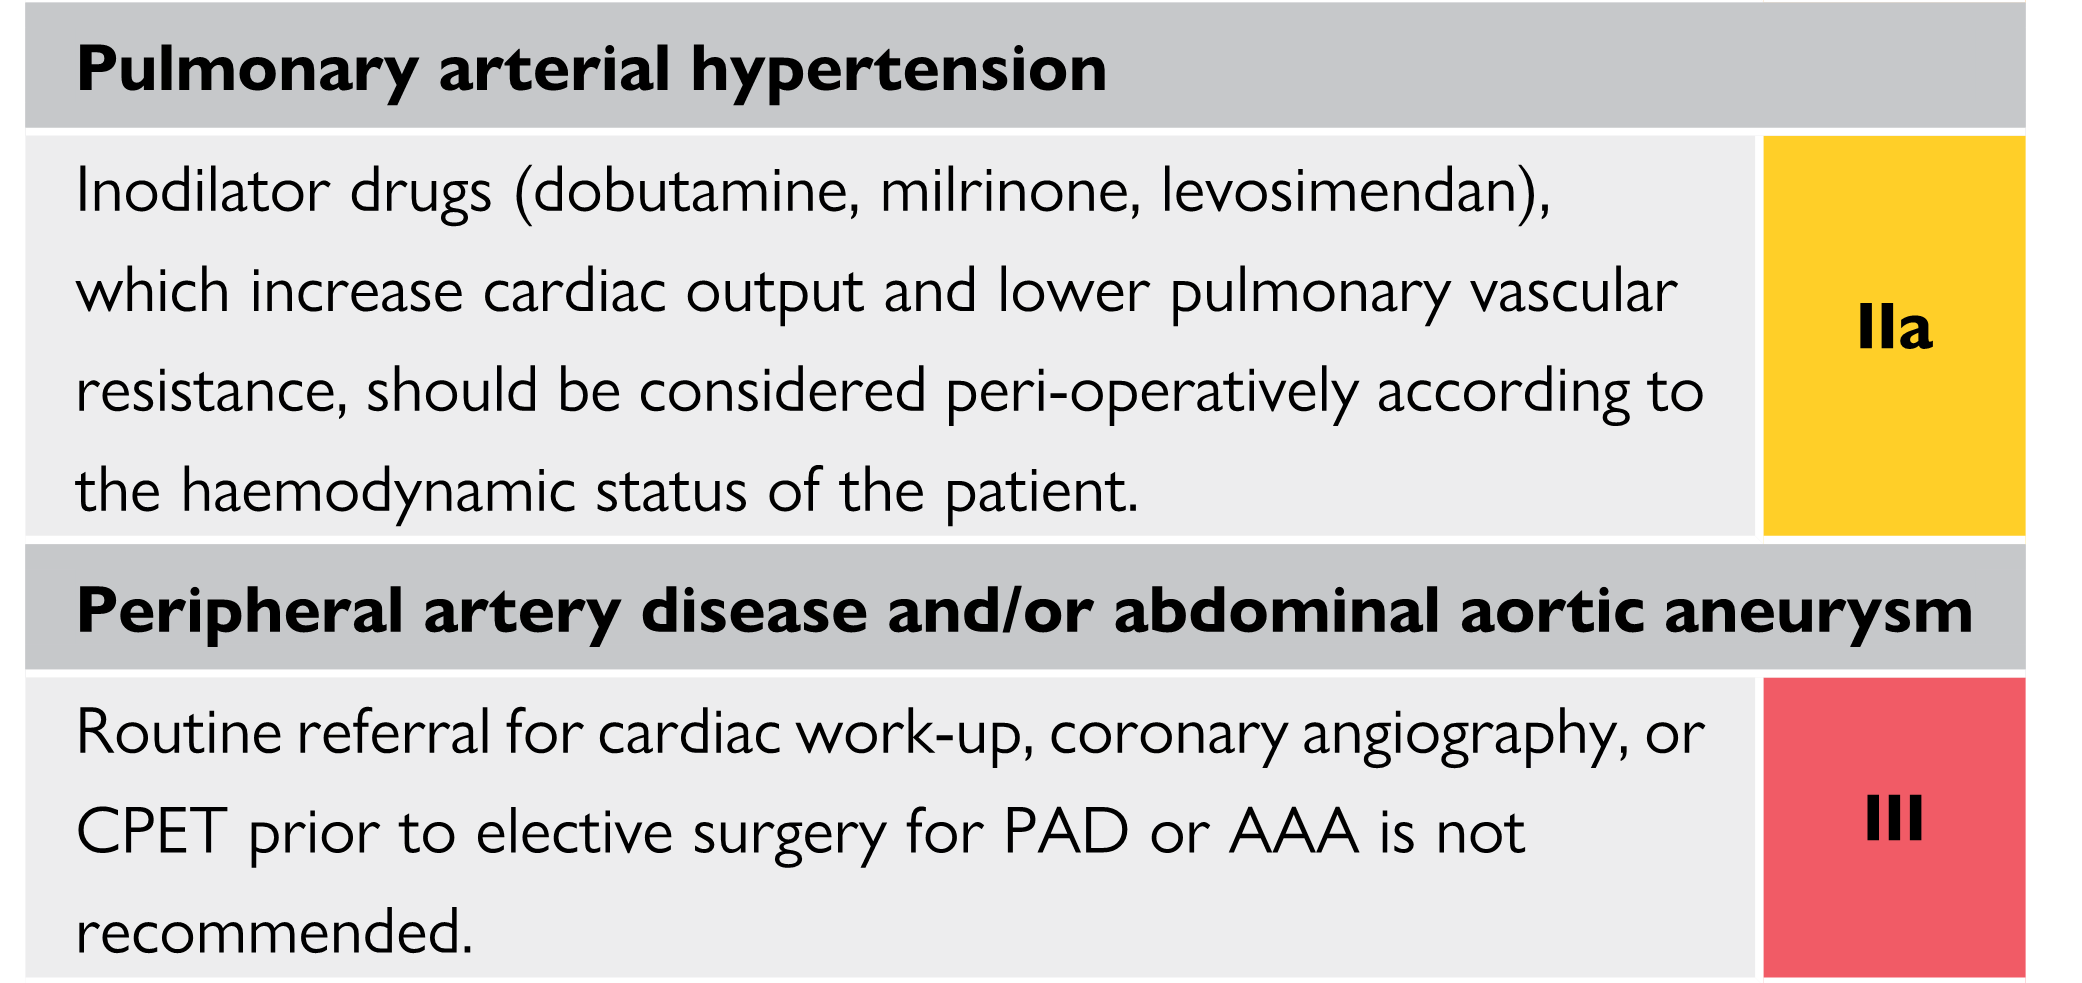 Pulmonary arterial hypertension
Inodilator drugs (dobutamine, milrinone, levosimendan),
which increase cardiac output and lower pulmonary vascular
resistance, should be considered peri-operatively according to
the haemodynamic status of the patient.
IIa
Peripheral artery disease and/or abdominal aortic aneurysm
Routine referral for cardiac work-up, coronary angiography, or
CPET prior to elective surgery for PAD or AAA is not
recommended.
III